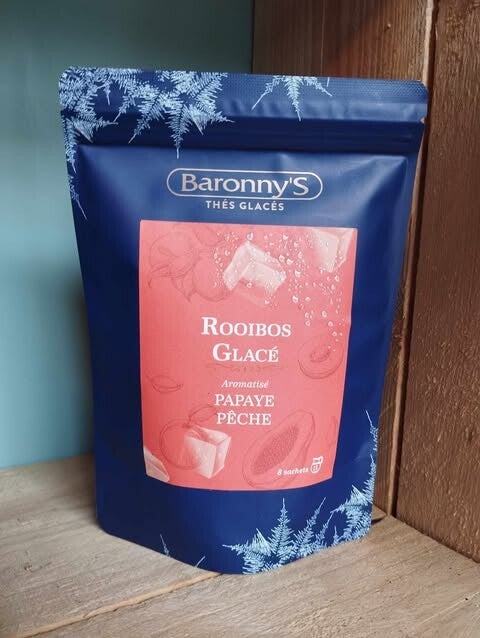 Baronny'S
THÉS GLACÉS
ROOIBOS
GLACÉ
Aromatisé
PAPAYE
PÊCHE
8 sachets